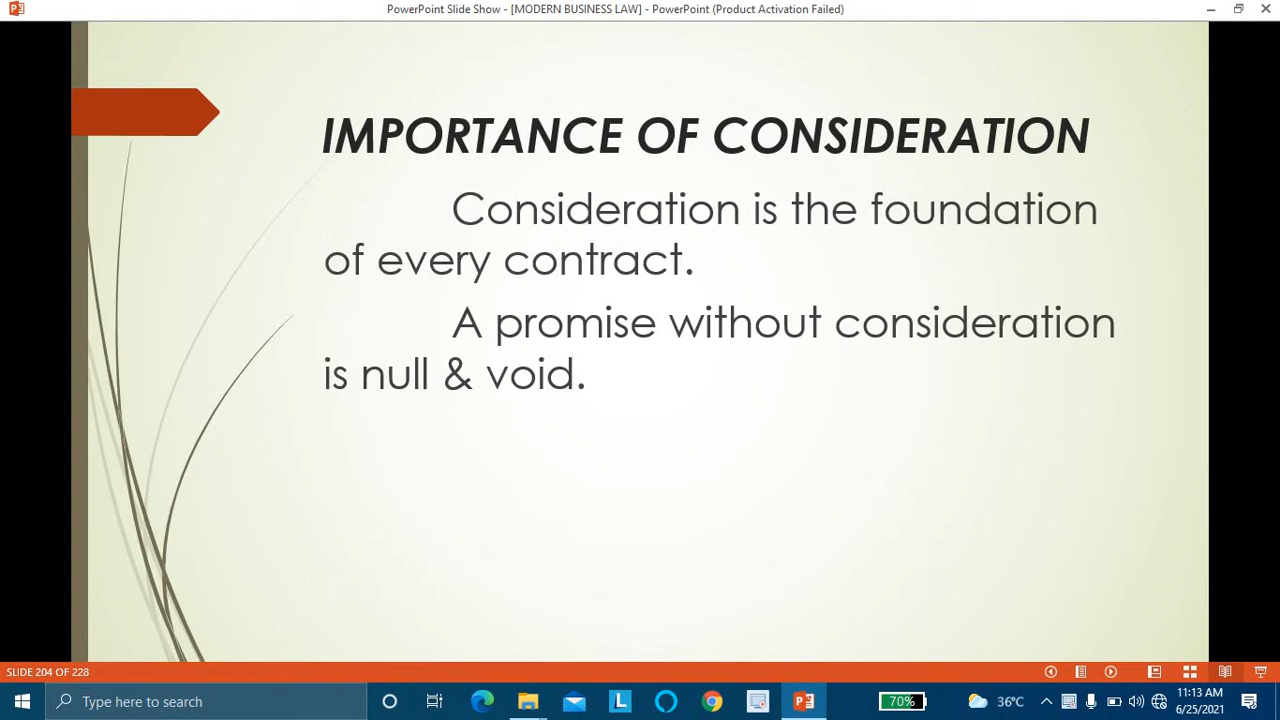 PowerPoint Slide Show - [MODERN BUSINESS LAW] - PowerPoint (Product Activation Failed)
IMPORTANCE OF CONSIDERATION
Consideration is the foundation
of every contract.
A promise without consideration
is null & void.
SLIDE 204 OF 228
Type here to search
L
70%
36°C
11:13 AM
6/25/2021